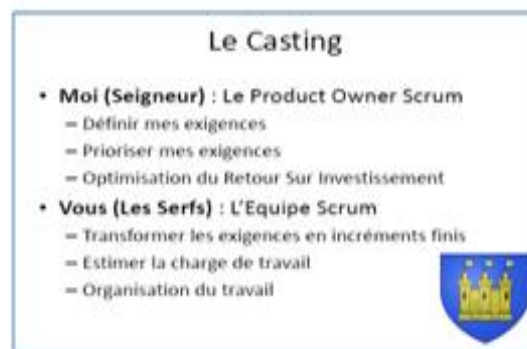 Le Casting
• Moi (Seigneur) : Le Product Owner Scrum
– Définir mes exigences
– Prioriser mes exigences
– Optimisation du Retour Sur Investissement
• Vous (Les Serfs) : L'Equipe Scrum
– Transformer les exigences en incréments finis
– Estimer la charge de travail
– Organisation du travail